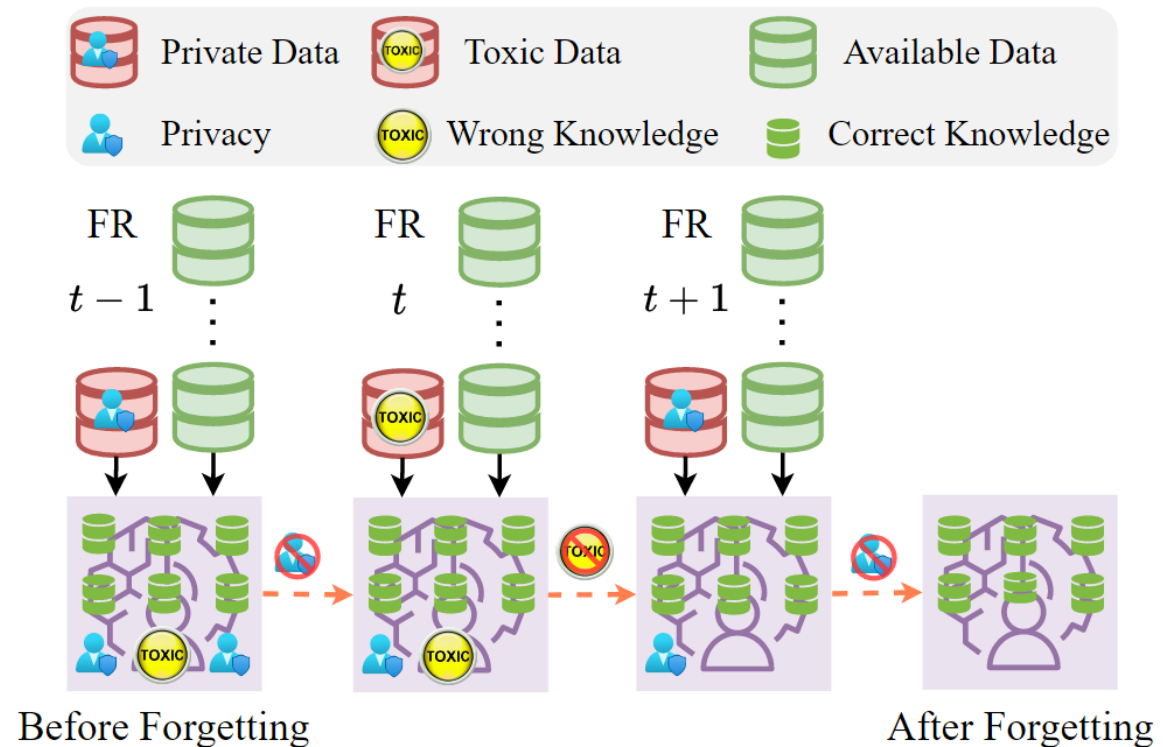 TOXIC
Private Data Toxic Data Available Data
TOXIC
Privacy Wrong Knowledge Correct Knowledge
FR FR FR
t − 1 t t + 1
TOXIC
TOXIC
TOXIC TOXIC
Before Forgetting After Forgetting